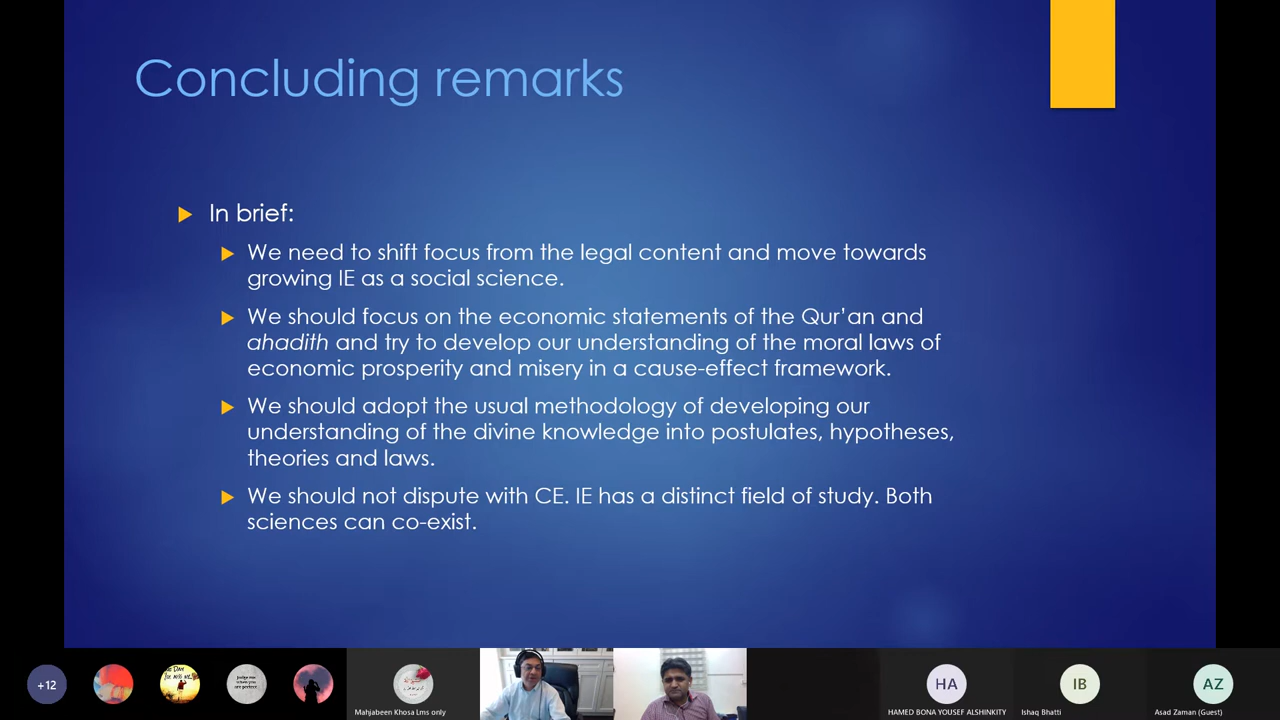 Concluding remarks
In brief:
We need to shift focus from the legal content and move towards
growing IE as a social science.
We should focus on the economic statements of the Qur’an and
ahadith and try to develop our understanding of the moral laws of
economic prosperity and misery in a cause-effect framework.
We should adopt the usual methodology of developing our
understanding of the divine knowledge into postulates, hypotheses,
theories and laws.
We should not dispute with CE. IE has a distinct field of study. Both
sciences can co-exist.
+12
HA
IB
AZ
Mahjabeen Khosa Lms only
HAMED BONA YOUSEF ALSHINKITY
Ishaq Bhatti
Asad Zaman (Guest)